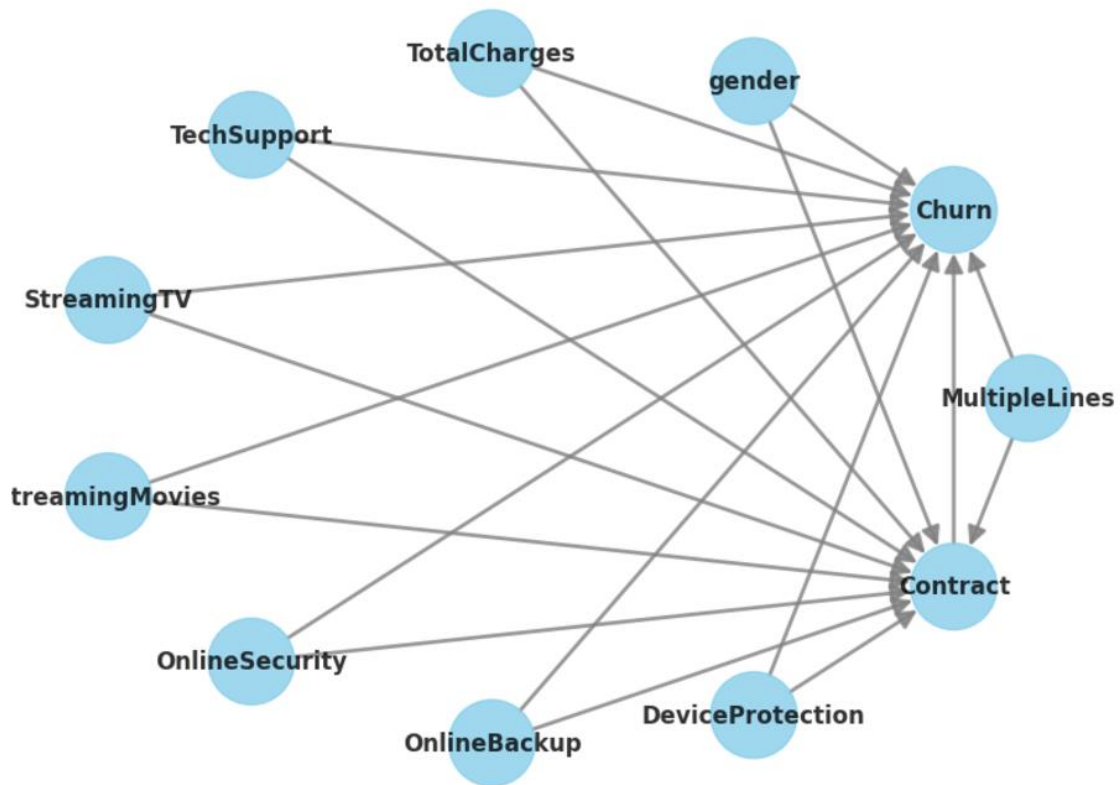 TotalCharges
gender
TechSupport
Churn
StreamingTV
MultipleLines
treamingMovies
Contract
OnlineSecurity
DeviceProtection
OnlineBackup